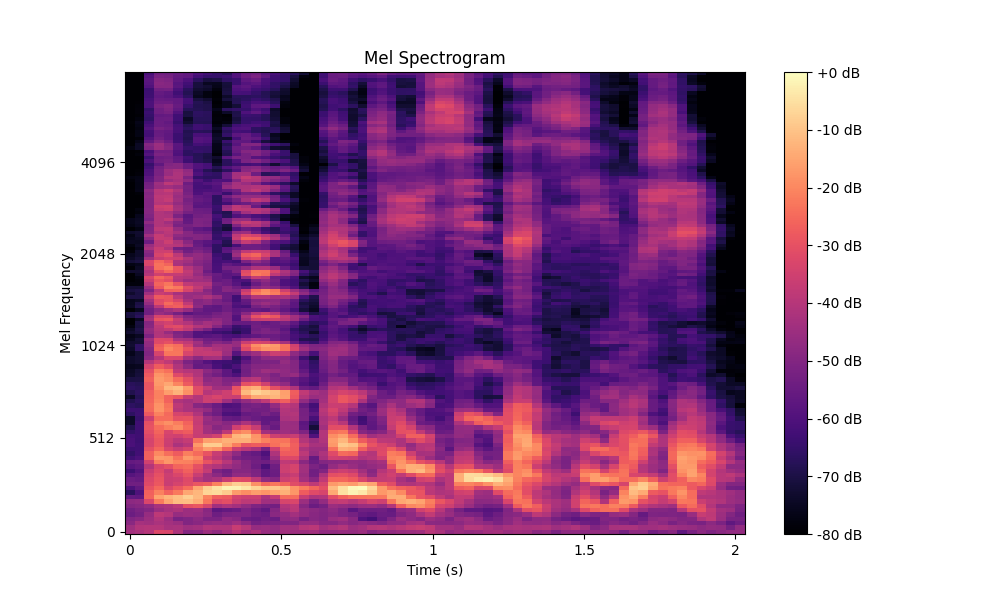 Mel Spectrogram
Mel Frequency
4096
2048
1024
512
0
0 0.5 1 1.5 2
Time (s)
+0 dB
-10 dB
-20 dB
-30 dB
-40 dB
-50 dB
-60 dB
-70 dB
-80 dB